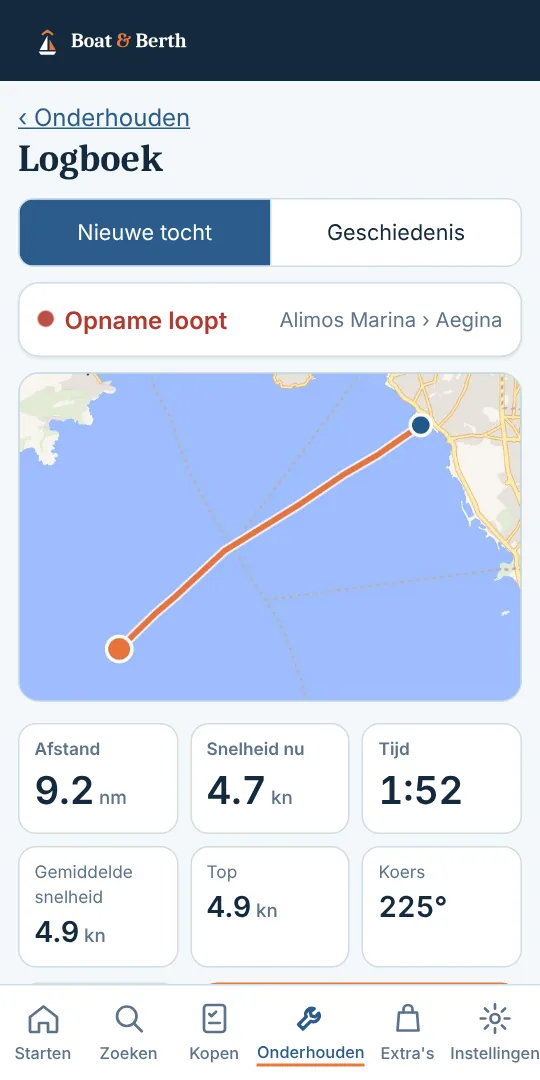 Boat & Berth
‹ Onderhouden
Logboek
Nieuwe tocht
Geschiedenis
Opname loopt
Alimos Marina › Aegina
Afstand
9.2 nm
Snelheid nu
4.7 kn
Tijd
1:52
Gemiddelde
snelheid
4.9 kn
Top
4.9 kn
Koers
225°
Starten
Zoeken
Kopen
Onderhouden
Extra's
Instellingen